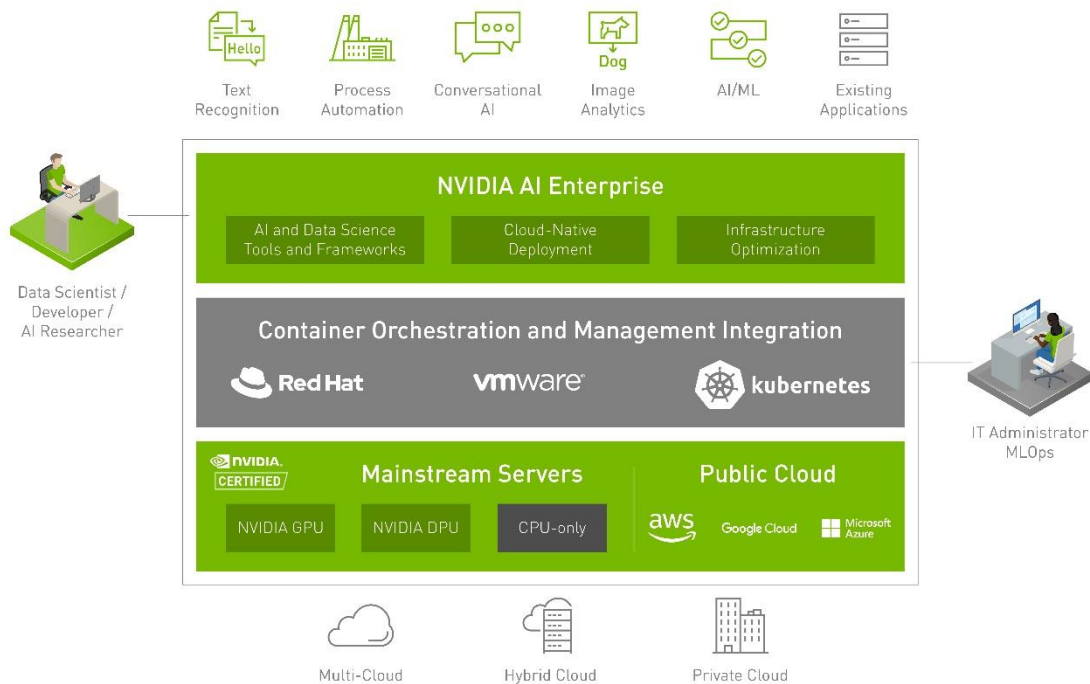 Hello
Dog
Text
Recognition
Process
Automation
Conversational
AI
Image
Analytics
AI/ML
Existing
Applications
NVIDIA AI Enterprise
AI and Data Science
Tools and Frameworks
Cloud-Native
Deployment
Infrastructure
Optimization
Data Scientist /
Developer /
AI Researcher
Container Orchestration and Management Integration
Red Hat
vmware®
kubernetes
IT Administrator
MLOps
NVIDIA.
CERTIFIED
Mainstream Servers
NVIDIA GPU
NVIDIA DPU
CPU-only
Public Cloud
aws
Google Cloud
Microsoft
Azure
Multi-Cloud
Hybrid Cloud
Private Cloud